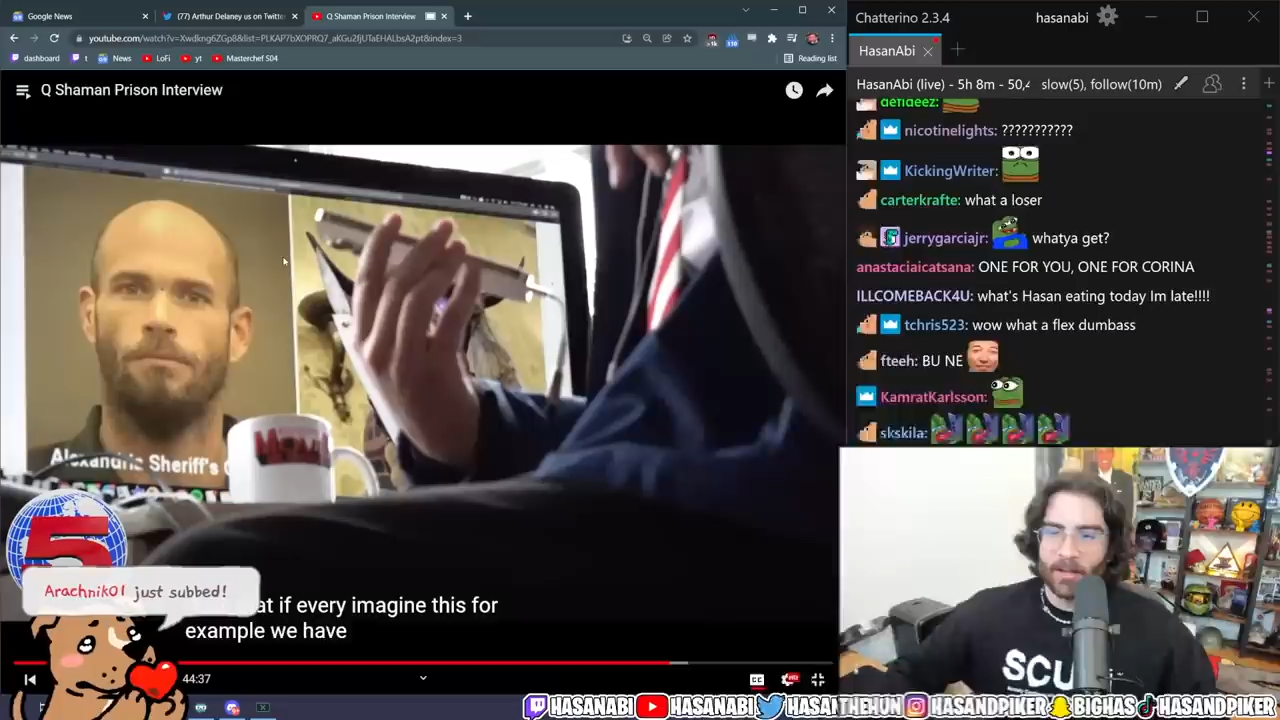 Google News
(77) Arthur Delaney us on Twitte
Q Shaman Prison Interview
youtube.com/watch?v=Xwdkng6ZGp8&list=PLKAP7bXOPRQ7_aKGu2fjUTaEHALbsA2pt&index=3
dashboard
t
News
LoFi
yt
Masterchef S04
Reading list
Q Shaman Prison Interview
Alexandria Sheriff's
5
Arachnik01 just subbed!
at if every imagine this for
example we have
44:37
CC
HD
Chatterino 2.3.4
hasanabi
HasanAbi
HasanAbi (live) - 5h 8m - 50,4
slow(5), follow(10m)
defideez:
nicotinelights: ???????????
KickingWriter:
carterkrafte: what a loser
jerrygarciajr: whatya get?
anastaciaicatsana: ONE FOR YOU, ONE FOR CORINA
ILLCOMEBACK4U: what's Hasan eating today Im late!!!!
tchris523: wow what a flex dumbass
fteeh: BU NE
KamratKarlsson:
skskila:
SCU
HASANABI
HASANABI
HASANTHEHUN
HASANDPIKER
BIGHAS
HASANDPIKER